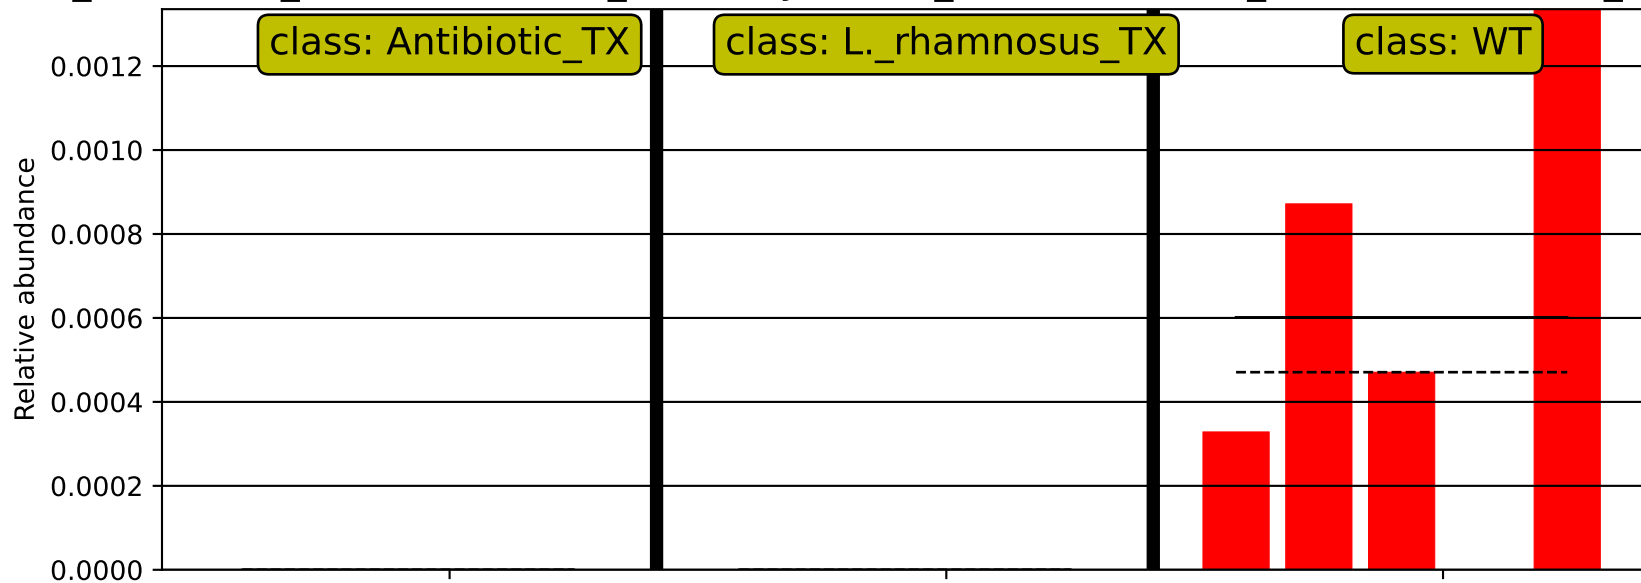 class: Antibiotic_TX
class: L._rhamnosus_TX
class: WT
Relative abundance
0.0012
0.0010
0.0008
0.0006
0.0004
0.0002
0.0000